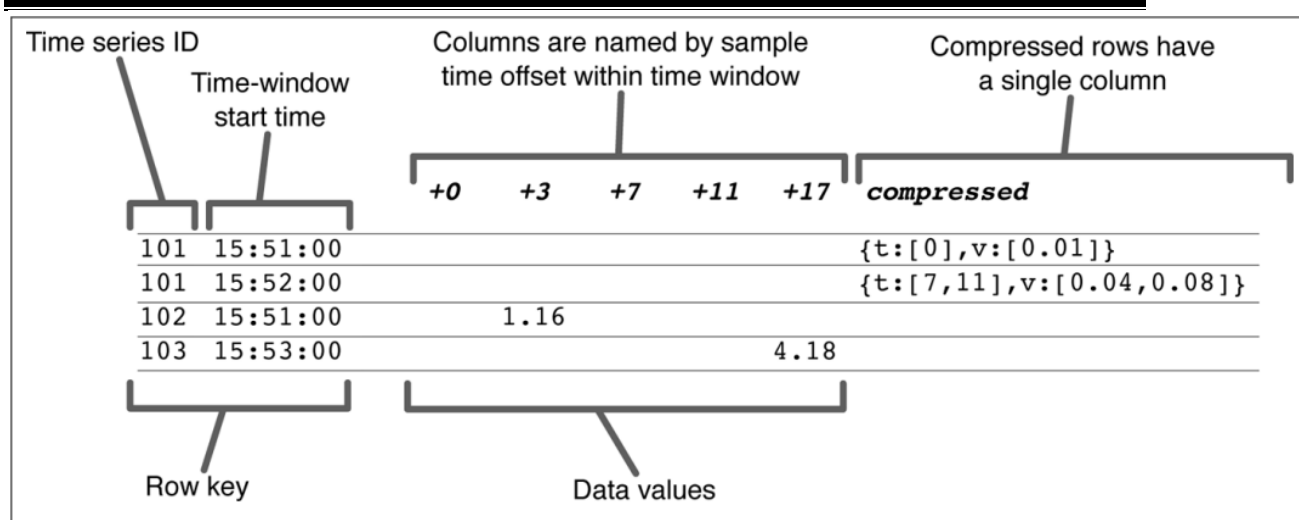 Time series ID
Time-window
start time
Columns are named by sample
time offset within time window
Compressed rows have
a single column
+0 +3 +7 +11 +17 compressed
101 15:51:00 {t:[0],v:[0.01]}
101 15:52:00 {t:[7,11],v:[0.04,0.08]}
102 15:51:00 1.16
103 15:53:00 4.18
Row key
Data values